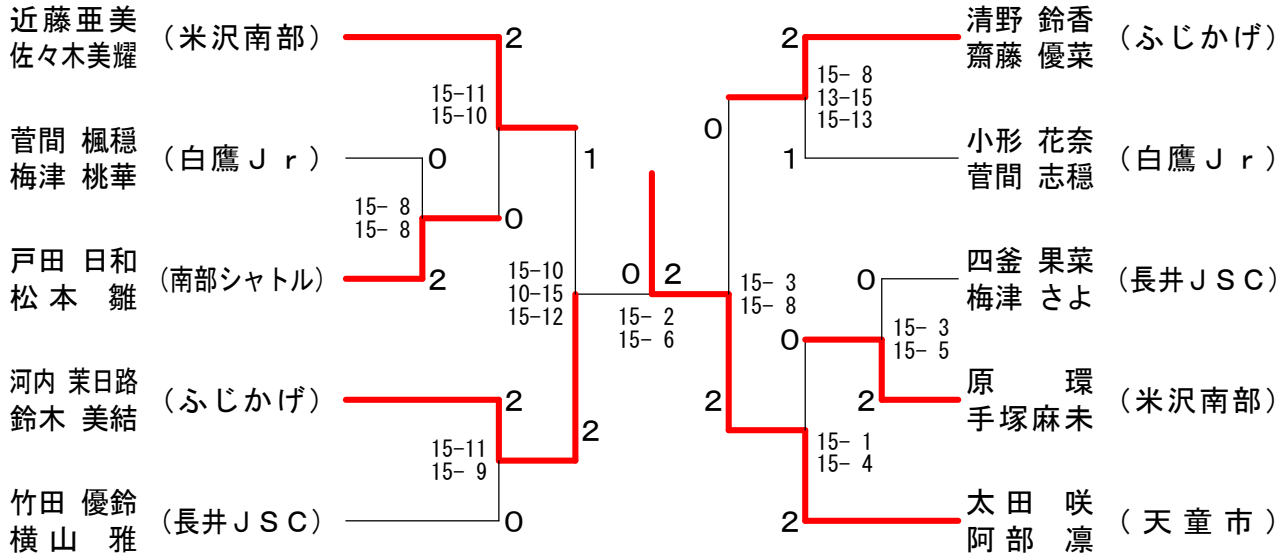 近藤亜美
佐々木美耀
(米沢南部)
2
15-11
15-10
菅間 楓穏
梅津 桃華
(白鷹Ｊｒ)
0
15- 8
15- 8
0
戸田 日和
松本 雛
(南部シャトル)
2
1
15-10
10-15
15-12
河内 茉日路
鈴木 美結
(ふじかげ)
2
15-11
15- 9
2
竹田 優鈴
横山 雅
(長井ＪＳＣ)
0
0
2
15- 2
15- 6
清野 鈴香
齋藤 優菜
(ふじかげ)
2
15- 8
13-15
15-13
0
小形 花奈
菅間 志穏
(白鷹Ｊｒ)
1
15- 3
15- 8
四釜 果菜
梅津 さよ
(長井ＪＳＣ)
0
15- 3
15- 5
0
原 環
手塚麻未
(米沢南部)
2
2
15- 1
15- 4
太田 咲
阿部 凛
(天童市)
2